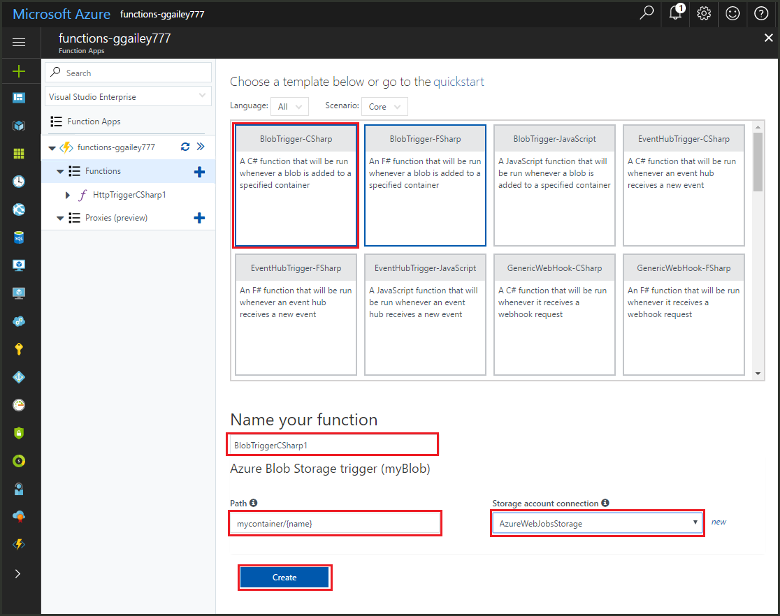 Microsoft Azure functions-ggailey777
1
functions-ggailey777
Function Apps
Search
Visual Studio Enterprise
Function Apps
functions-ggailey777
Functions
HttpTriggerCSharp1
Proxies (preview)
Choose a template below or go to the quickstart
Language: All Scenario: Core
BlobTrigger-CSharp
A C# function that will be run
whenever a blob is added to a
specified container
BlobTrigger-FSharp
An F# function that will be run
whenever a blob is added to a
specified container
BlobTrigger-JavaScript
A JavaScript function that will be
run whenever a blob is
added to a specified container
EventHubTrigger-CSharp
A C# function that will be run
whenever an event hub
receives a new event
EventHubTrigger-FSharp
An F# function that will be run
whenever an event hub
receives a new event
EventHubTrigger-JavaScript
A JavaScript function that will be
run whenever an event hub
receives a new event
GenericWebHook-CSharp
A C# function that will be run
whenever it receives a
webhook request
GenericWebHook-FSharp
An F# function that will be run
whenever it receives a
webhook request
Name your function
BlobTriggerCSharp1
Azure Blob Storage trigger (myBlob)
Path
mycontainer/{name}
Storage account connection
AzureWebJobsStorage new
Create